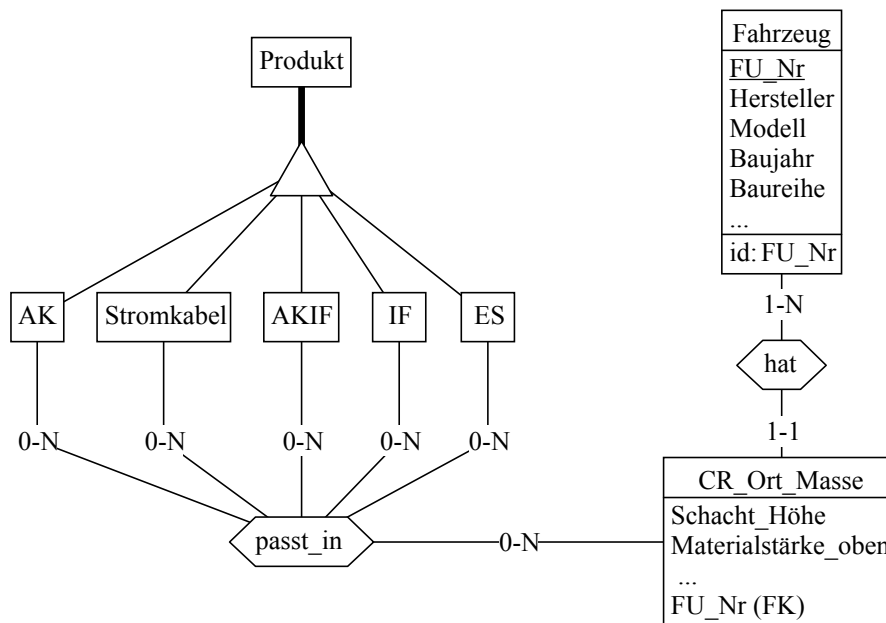 Produkt
Fahrzeug
FU_Nr
Hersteller
Modell
Baujahr
Baureihe
...
id: FU_Nr
AK
Stromkabel
AKIF
IF
ES
1-N
hat
1-1
0-N
0-N
0-N
0-N
0-N
CR_Ort_Masse
Schacht_Höhe
Materialstärke_oben
...
FU_Nr (FK)
passt_in
0-N